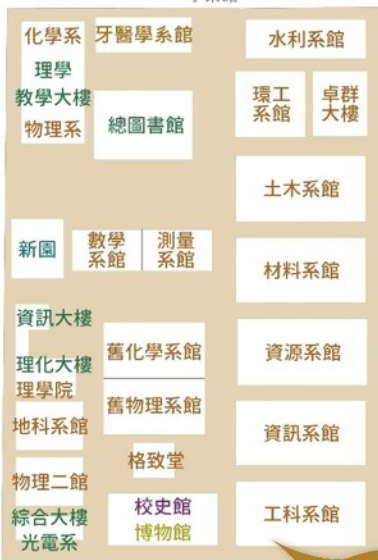 化學系
牙醫學系館
水利系館
理學
教學大樓
物理系
總圖書館
環工
系館
卓群
大樓
土木系館
新園
數學
系館
測量
系館
材料系館
資訊大樓
理化大樓
理學院
舊化學系館
資源系館
地科系館
舊物理系館
資訊系館
物理二館
格致堂
綜合大樓
光電系
校史館
博物館
工科系館